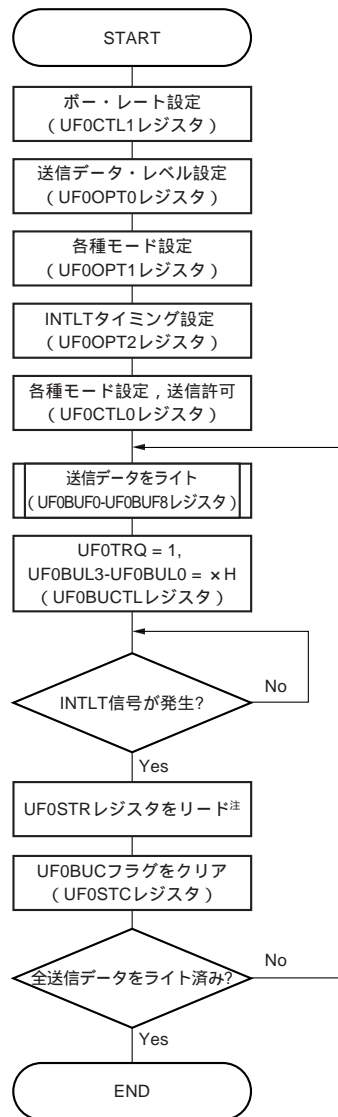 START
ボー・レート設定
（UF0CTL1レジスタ）
送信データ・レベル設定
（UF0OPT0レジスタ）
各種モード設定
（UF0OPT1レジスタ）
INTLTタイミング設定
（UF0OPT2レジスタ）
各種モード設定，送信許可
（UF0CTL0レジスタ）
送信データをライト
（UF0BUF0-UF0BUF8レジスタ）
UF0TRQ = 1,
UF0BUL3-UF0BUL0 = ×H
（UF0BUCTLレジスタ）
INTLT信号が発生?
No
Yes
UF0STRレジスタをリード注
UF0BUCフラグをクリア
（UF0STCレジスタ）
全送信データをライト済み?
No
Yes
END